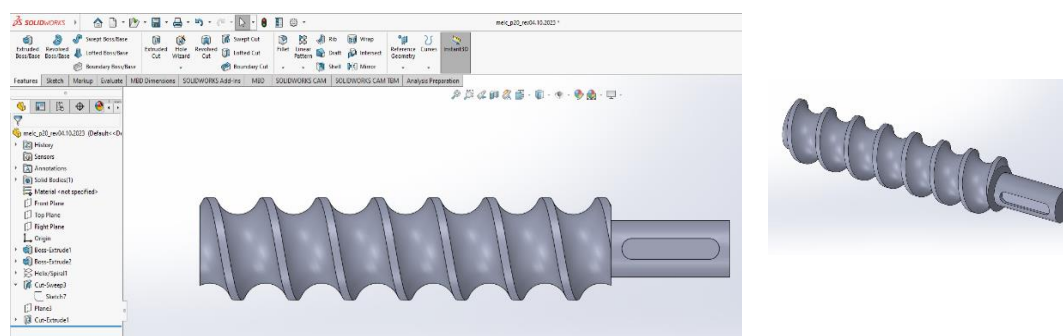 SOLIDWORKS
melc_p20_rev04.10.2023 *
Extruded Boss/Base
Revolved Boss/Base
Swept Boss/Base
Lofted Boss/Base
Boundary Boss/Base
Extruded Cut
Hole Wizard
Revolved Cut
Swept Cut
Lofted Cut
Boundary Cut
Fillet
Linear Pattern
Rib
Draft
Shell
Wrap
Intersect
Mirror
Reference Geometry
Curves
Instant3D
Features Sketch Markup Evaluate MBD Dimensions SOLIDWORKS Add-Ins MBD SOLIDWORKS CAM SOLIDWORKS CAM TBM Analysis Preparation
melc_p20_rev04.10.2023 (Default<<De
History
Sensors
Annotations
Solid Bodies(1)
Material <not specified>
Front Plane
Top Plane
Right Plane
Origin
Boss-Extrude1
Boss-Extrude2
Helix/Spiral1
Cut-Sweep3
Sketch7
Plane3
Cut-Extrude1